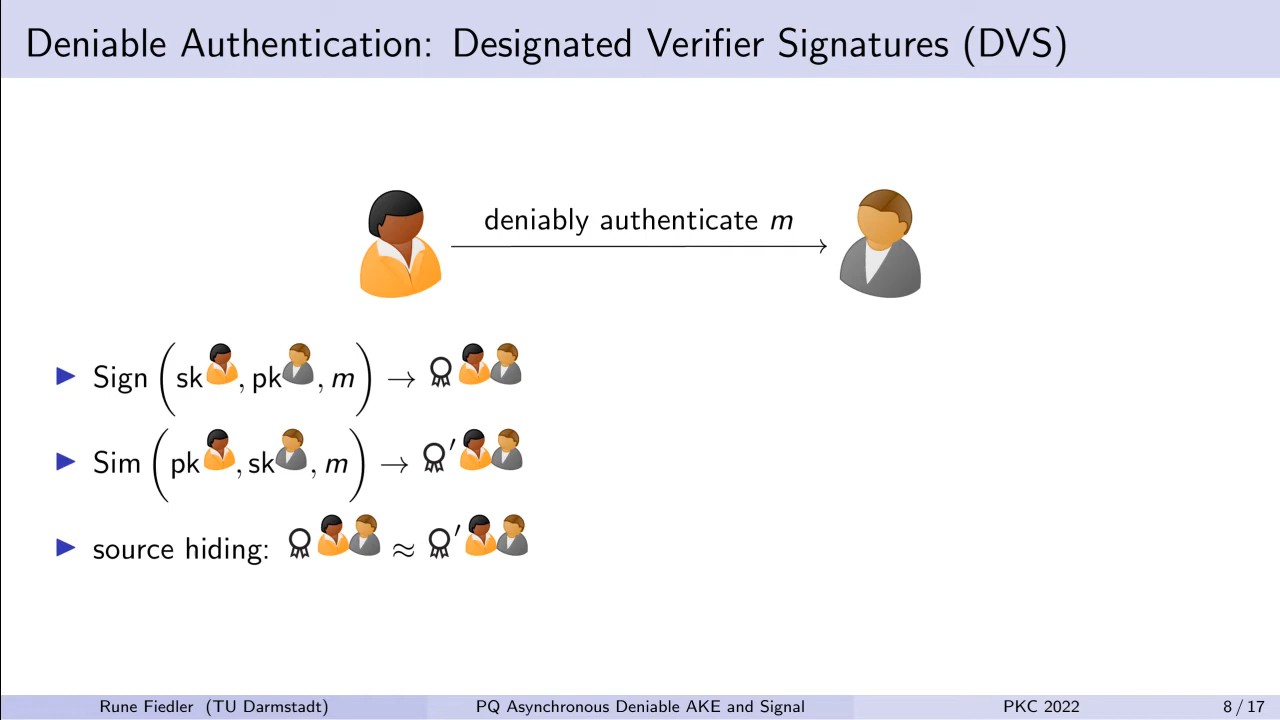 Deniable Authentication: Designated Verifier Signatures (DVS)
deniably authenticate m
Sign (sk , pk , m) →
Sim (pk , sk , m) → ′
source hiding: ≈ ′
Rune Fiedler (TU Darmstadt) PQ Asynchronous Deniable AKE and Signal PKC 2022 8 / 17